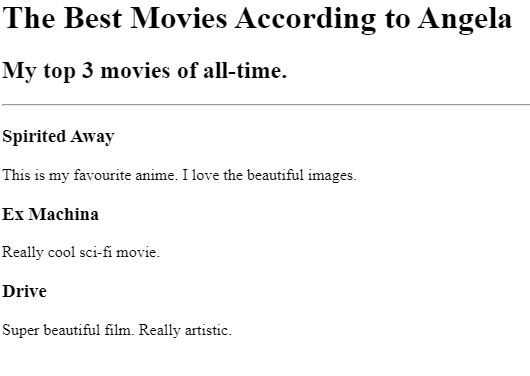 The Best Movies According to Angela
My top 3 movies of all-time.
Spirited Away
This is my favourite anime. I love the beautiful images.
Ex Machina
Really cool sci-fi movie.
Drive
Super beautiful film. Really artistic.